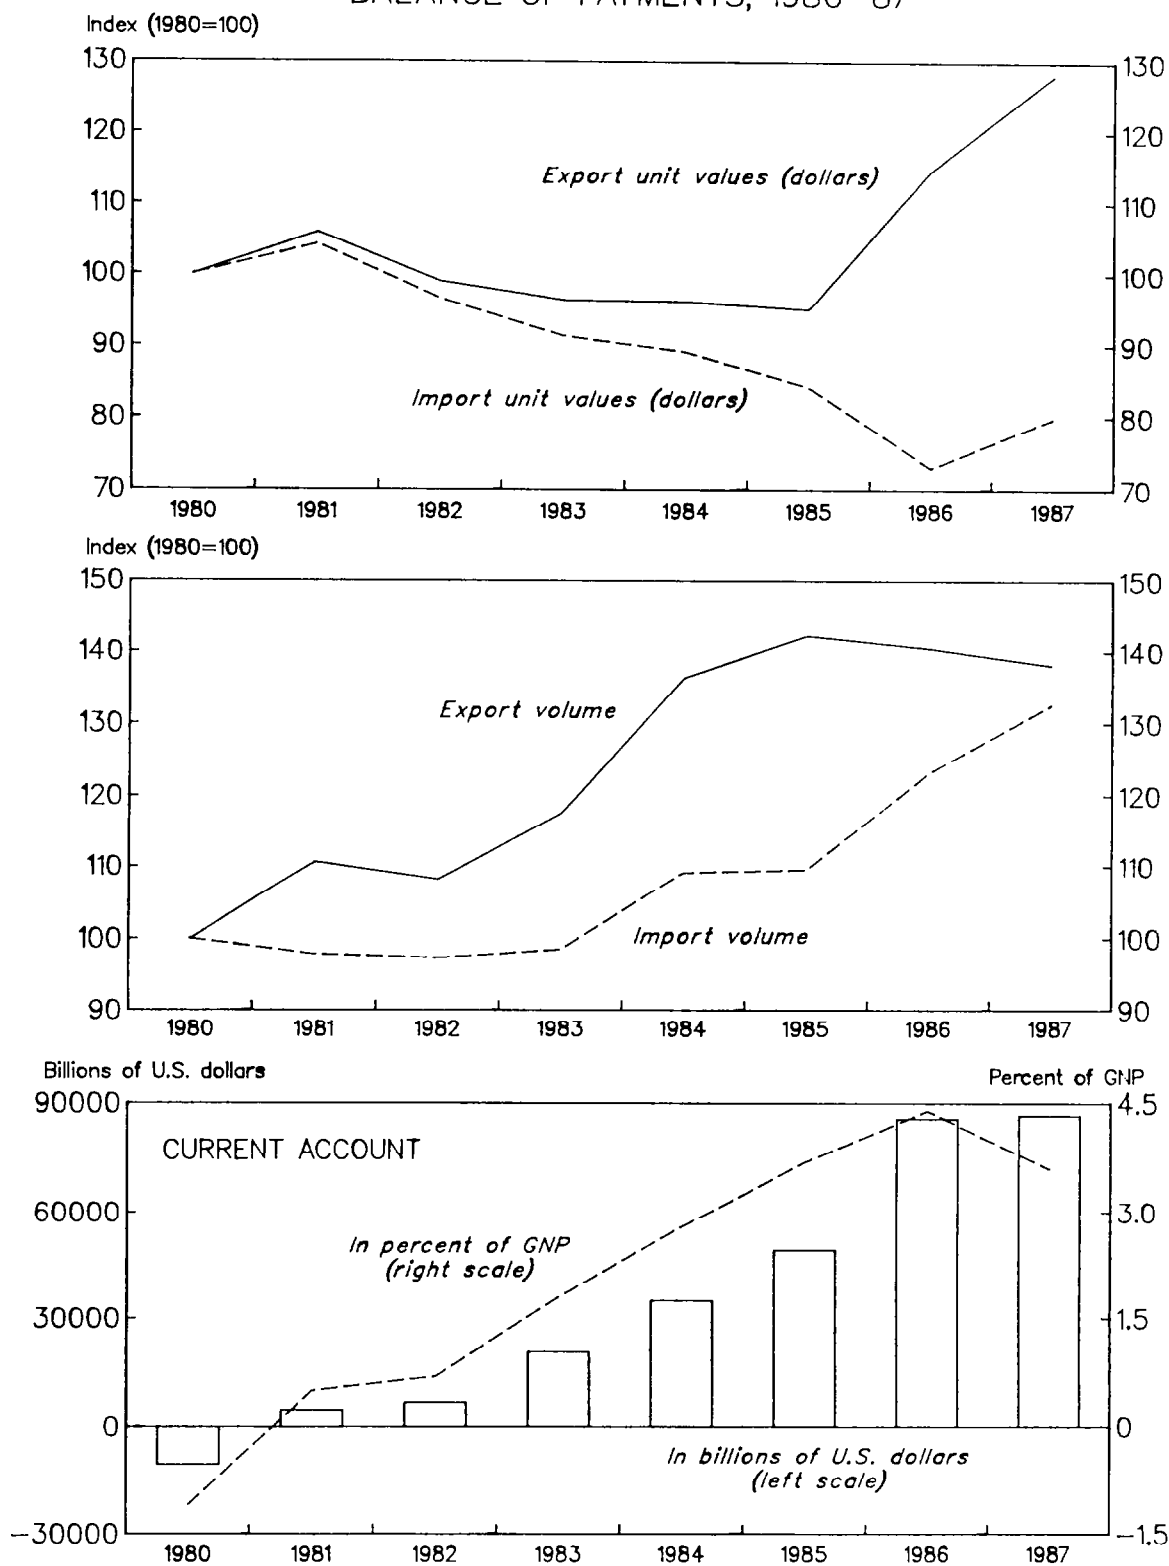 BALANCE OF PAYMENTS, 1980-87
Index (1980=100)
130
120
110
100
90
80
70
130
120
110
100
90
80
70
Export unit values (dollars)
Import unit values (dollars)
1980 1981 1982 1983 1984 1985 1986 1987
Index (1980=100)
150
140
130
120
110
100
90
150
140
130
120
110
100
90
Export volume
Import volume
1980 1981 1982 1983 1984 1985 1986 1987
Billions of U.S. dollars
Percent of GNP
90000
60000
30000
0
-30000
4.5
3.0
1.5
0
-1.5
CURRENT ACCOUNT
In percent of GNP
(right scale)
In billions of U.S. dollars
(left scale)
1980 1981 1982 1983 1984 1985 1986 1987